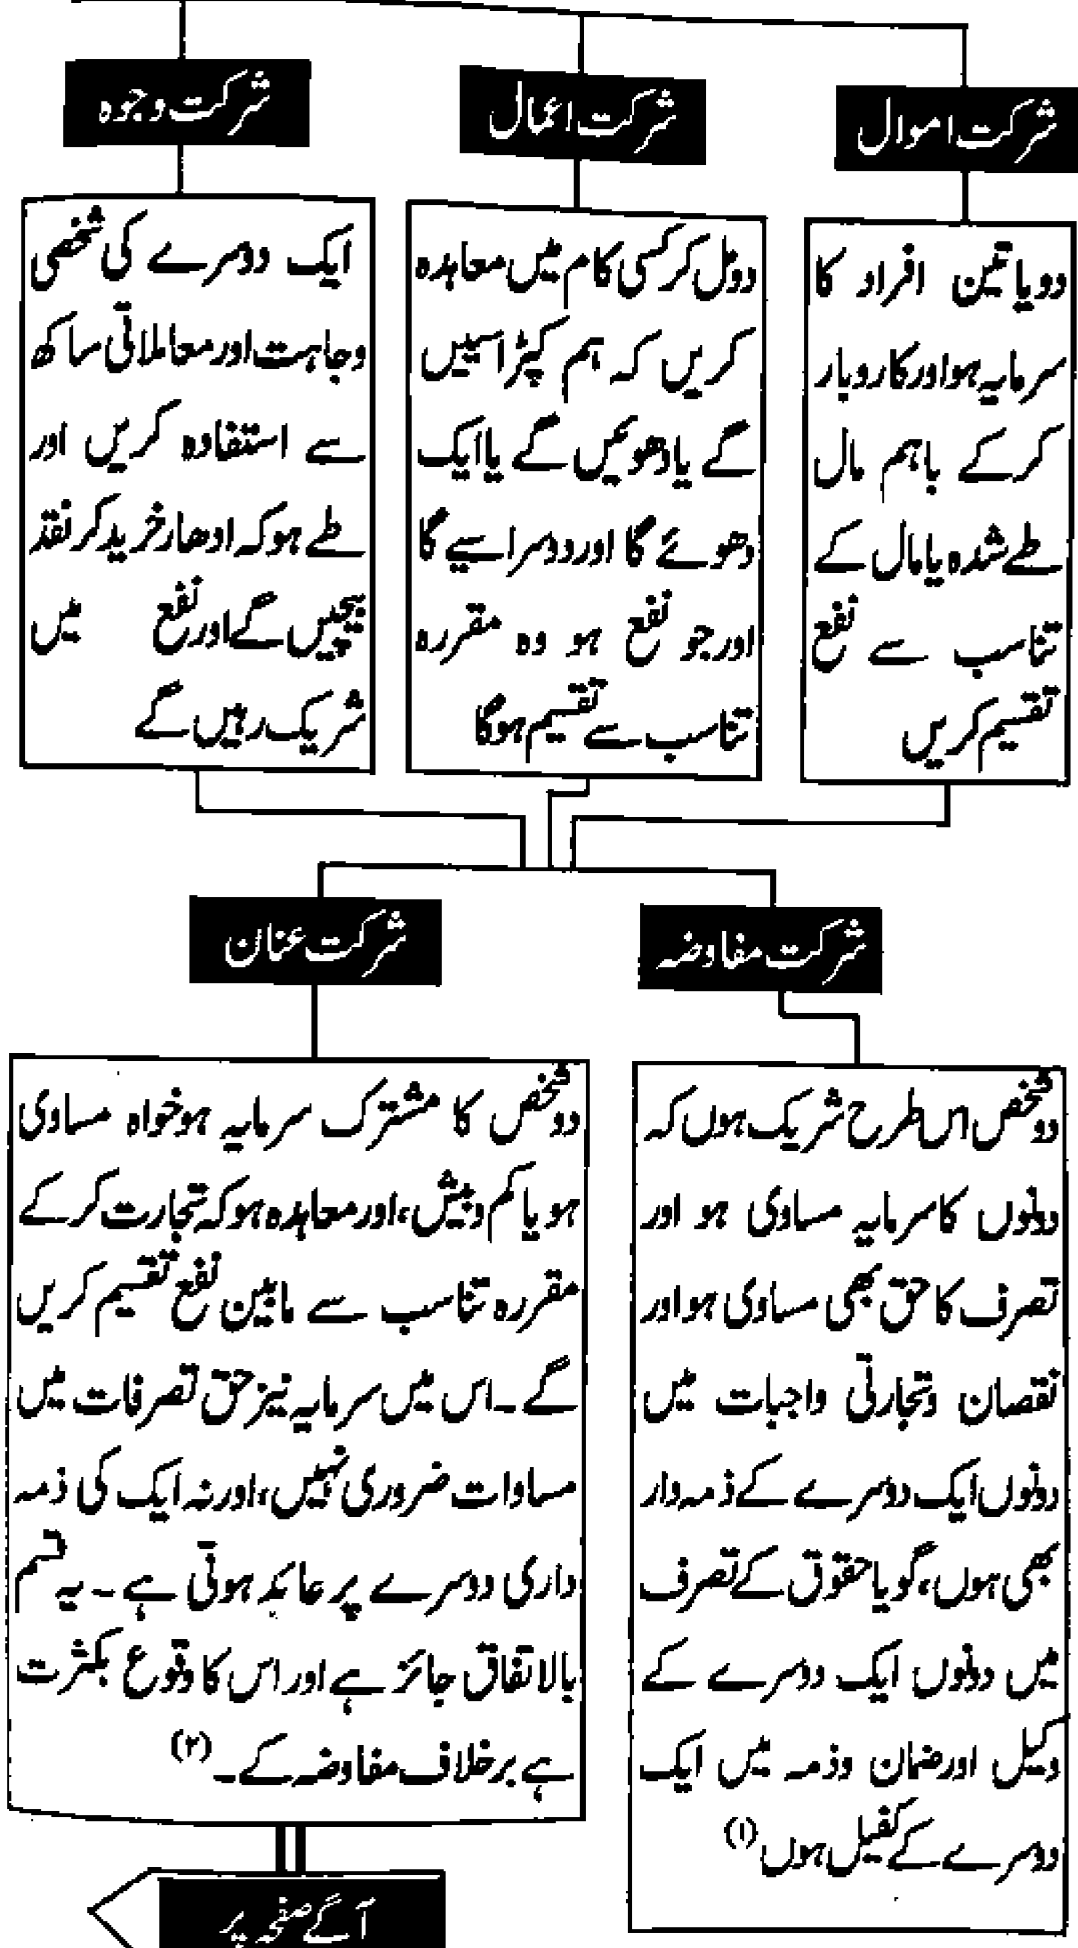 شرکت اموال
دو یا تین افراد کا
سرمایہ ہو اور کاروبار
کر کے باہم مال
طے شدہ یا مال کے
تناسب سے نفع
تقسیم کریں
شرکت اعمال
دو مل کر کسی کام میں معاہدہ
کریں کہ ہم کپڑا سیئیں
گے یا دھوئیں گے یا ایک
دھوئے گا اور دوسرا سیے گا
اور جو نفع ہو وہ مقررہ
تناسب سے تقسیم ہوگا
شرکت وجوہ
ایک دوسرے کی شخصی
وجاہت اور معاملاتی ساکھ
سے استفادہ کریں اور
طے ہو کہ ادھار خرید کر نقد
بیچیں گے اور نفع میں
شریک رہیں گے
شرکت مفاوضہ
دو شخص اس طرح شریک ہوں کہ
دونوں کا سرمایہ مساوی ہو اور
تصرف کا حق بھی مساوی ہو اور
نقصان وتجارتی واجبات میں
دونوں ایک دوسرے کے ذمہ دار
بھی ہوں، گویا حقوق کے تصرف
میں دونوں ایک دوسرے کے
وکیل اور ضمان وذمہ میں ایک
دوسرے کے کفیل ہوں (۱)
شرکت عنان
دو شخص کا مشترک سرمایہ ہو خواہ مساوی
ہو یا کم وبیش، اور معاہدہ ہو کہ تجارت کر کے
مقررہ تناسب سے مابین نفع تقسیم کریں
گے۔ اس میں سرمایہ نیز حق تصرفات میں
مساوات ضروری نہیں، اور نہ ایک کی ذمہ
داری دوسرے پر عائد ہوتی ہے۔ یہ قسم
بالاتفاق جائز ہے اور اس کا وقوع بکثرت
ہے برخلاف مفاوضہ کے۔ (۲)
آگے صفحہ پر